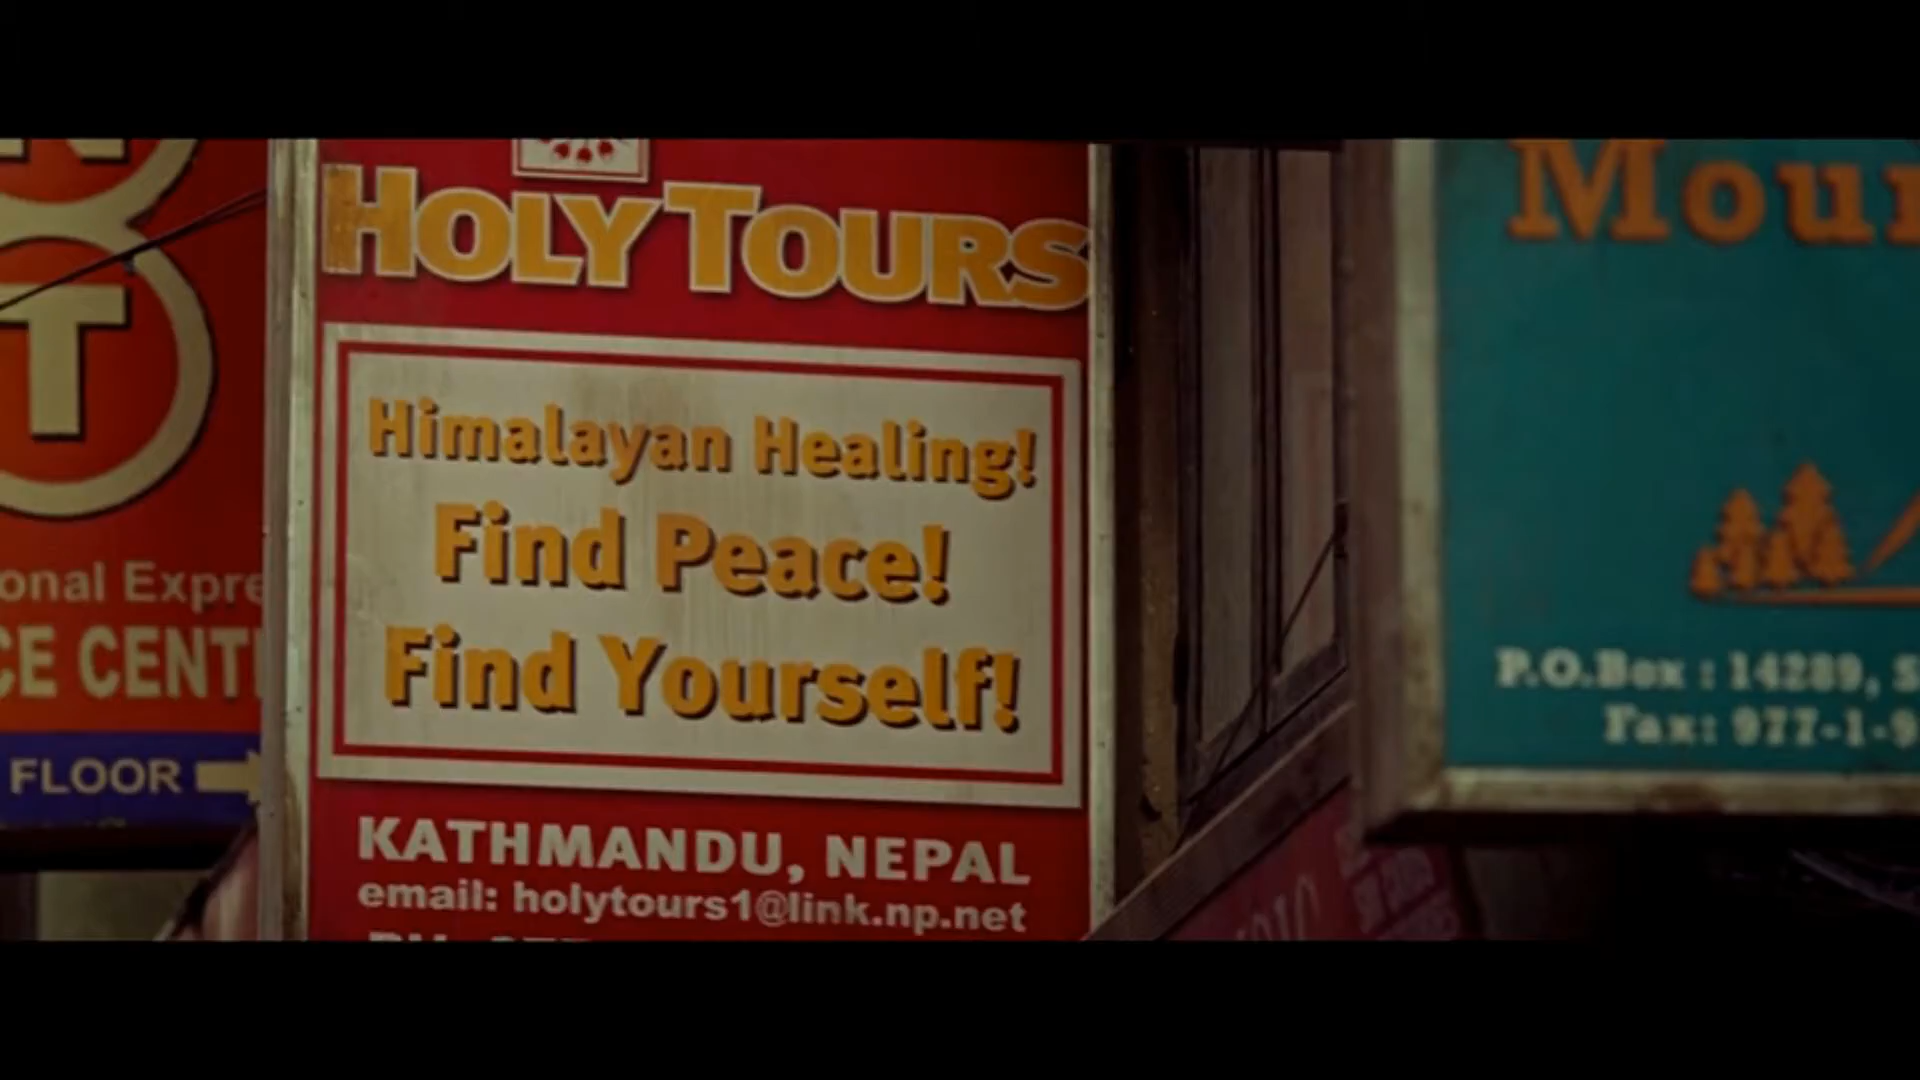 T
onal Expre
CE CENT
FLOOR
HOLY TOURS
Himalayan Healing!
Find Peace!
Find Yourself!
KATHMANDU, NEPAL
email: holytours1@link.np.net
Moun
P.O.Box : 14289, S
Fax: 977-1-9